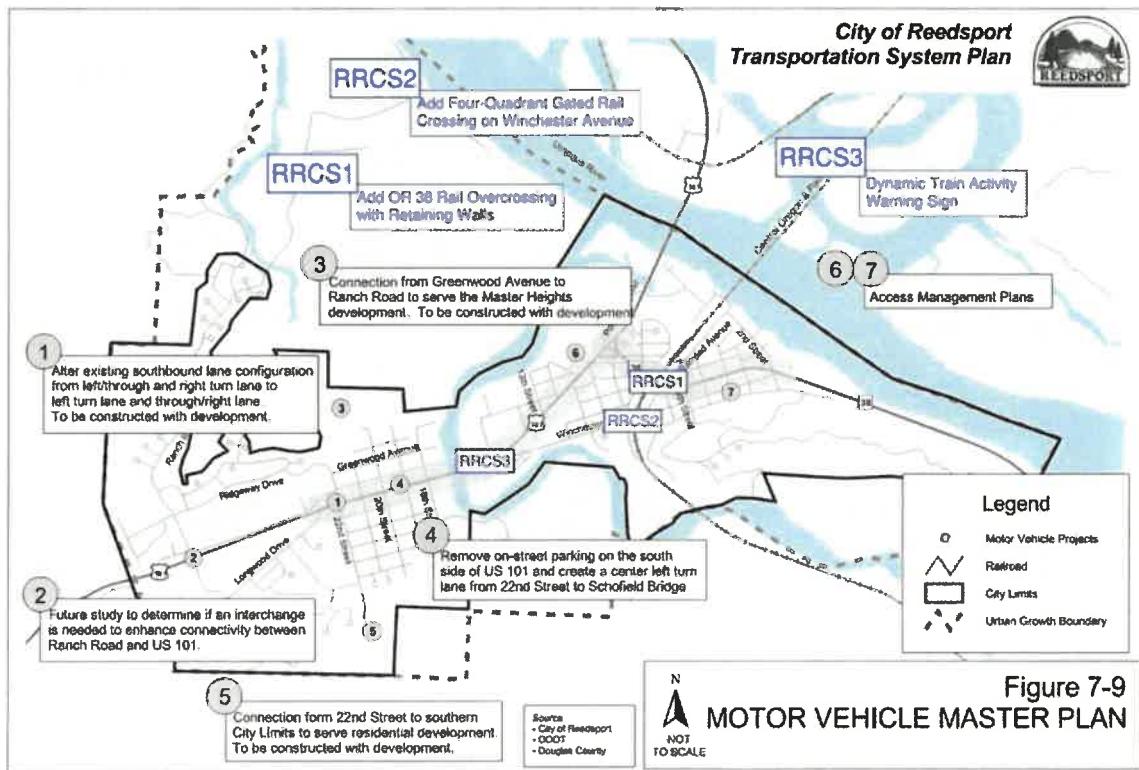 City of Reedsport
Transportation System Plan
REEDSPORT
RRCS2
Add Four-Quadrant Gated Rail
Crossing on Winchester Avenue
RRCS1
Add OR 38 Rail Overcrossing
with Retaining Walls
RRCS3
Dynamic Train Activity
Warning Sign
Umpqua River
3
Connection from Greenwood Avenue to
Ranch Road to serve the Master Heights
development. To be constructed with development
6
7
Access Management Plans
1
Alter existing southbound lane configuration
from left/through and right turn lane to
left turn lane and through/right lane.
To be constructed with development.
Central Oregon &
2nd Street
6
RRCS1
7
38
RRCS2
RRCS3
3
Ranch
Ridgeway Drive
Greenwood Avenue
1
4
20th Street
22nd Street
Longwood Drive
2
5
4
Remove on-street parking on the south
side of US 101 and create a center left turn
lane from 22nd Street to Schofield Bridge
2
Future study to determine if an interchange
is needed to enhance connectivity between
Ranch Road and US 101.
5
Connection form 22nd Street to southern
City Limits to serve residential development.
To be constructed with development.
Legend
Motor Vehicle Projects
Railroad
City Limits
Urban Growth Boundary
Source
• City of Reedsport
• ODOT
• Douglas County
N
NOT
TO SCALE
Figure 7-9
MOTOR VEHICLE MASTER PLAN